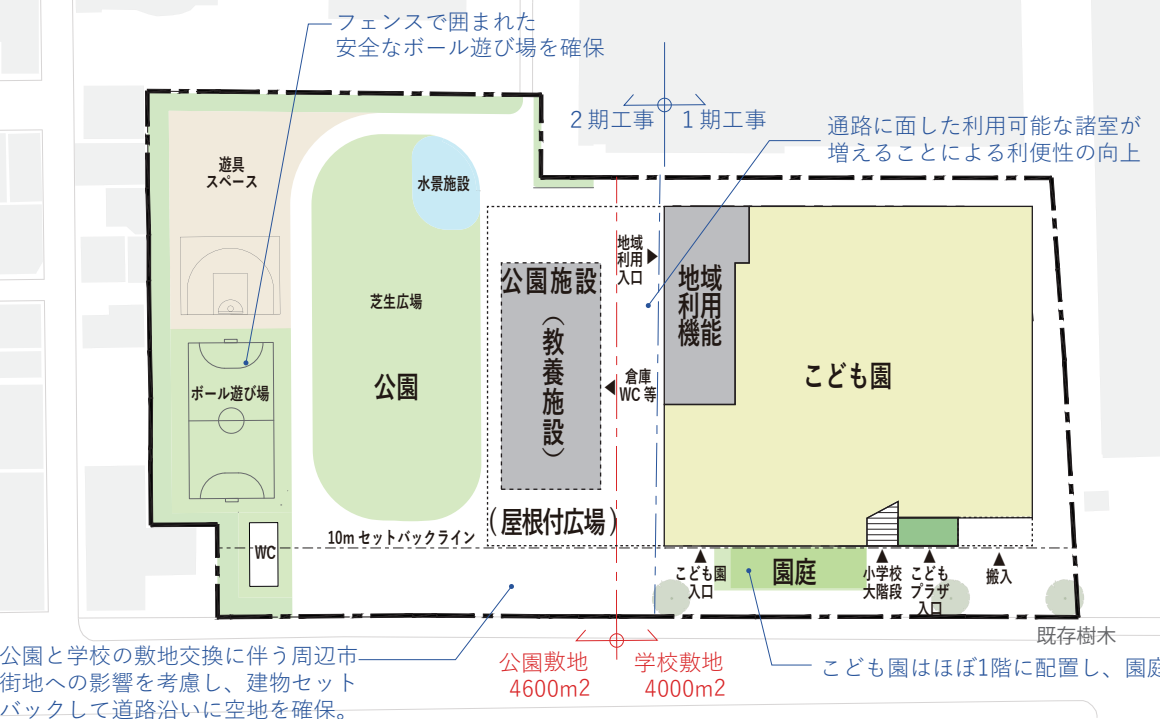 フェンスで囲まれた
安全なボール遊び場を確保
2期工事
1期工事
通路に面した利用可能な諸室が
増えることによる利便性の向上
遊具
スペース
水景施設
地域
利用
入口
公園施設
（教養施設）
地域
利用
機能
芝生広場
公園
ボール遊び場
倉庫
WC等
こども園
（屋根付広場）
10mセットバックライン
WC
こども園
入口
園庭
小学校
大階段
こども
プラザ
入口
搬入
既存樹木
公園と学校の敷地交換に伴う周辺市
街地への影響を考慮し、建物セット
バックして道路沿いに空地を確保。
公園敷地
4600m2
学校敷地
4000m2
こども園はほぼ1階に配置し、園庭